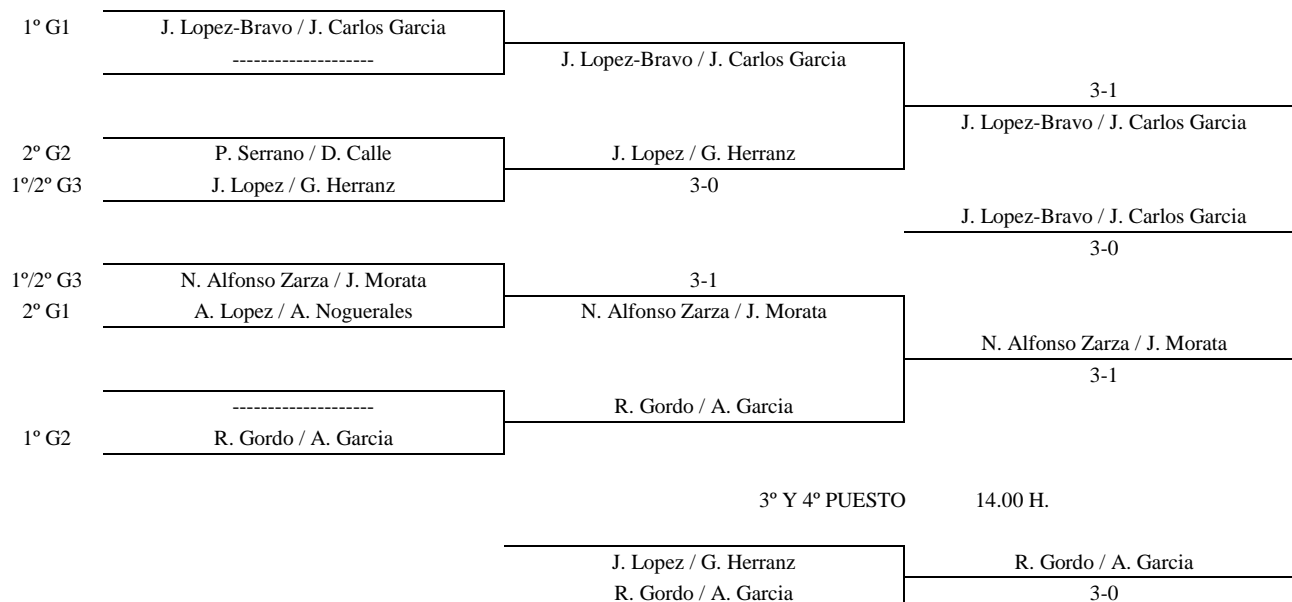 1º G1 J. Lopez-Bravo / J. Carlos Garcia
-------------------- J. Lopez-Bravo / J. Carlos Garcia
3-1
J. Lopez-Bravo / J. Carlos Garcia
2º G2 P. Serrano / D. Calle J. Lopez / G. Herranz
1º/2º G3 J. Lopez / G. Herranz 3-0
J. Lopez-Bravo / J. Carlos Garcia
3-0
1º/2º G3 N. Alfonso Zarza / J. Morata 3-1
2º G1 A. Lopez / A. Noguerales N. Alfonso Zarza / J. Morata
N. Alfonso Zarza / J. Morata
3-1
-------------------- R. Gordo / A. Garcia
1º G2 R. Gordo / A. Garcia
3º Y 4º PUESTO 14.00 H.
J. Lopez / G. Herranz R. Gordo / A. Garcia
R. Gordo / A. Garcia 3-0